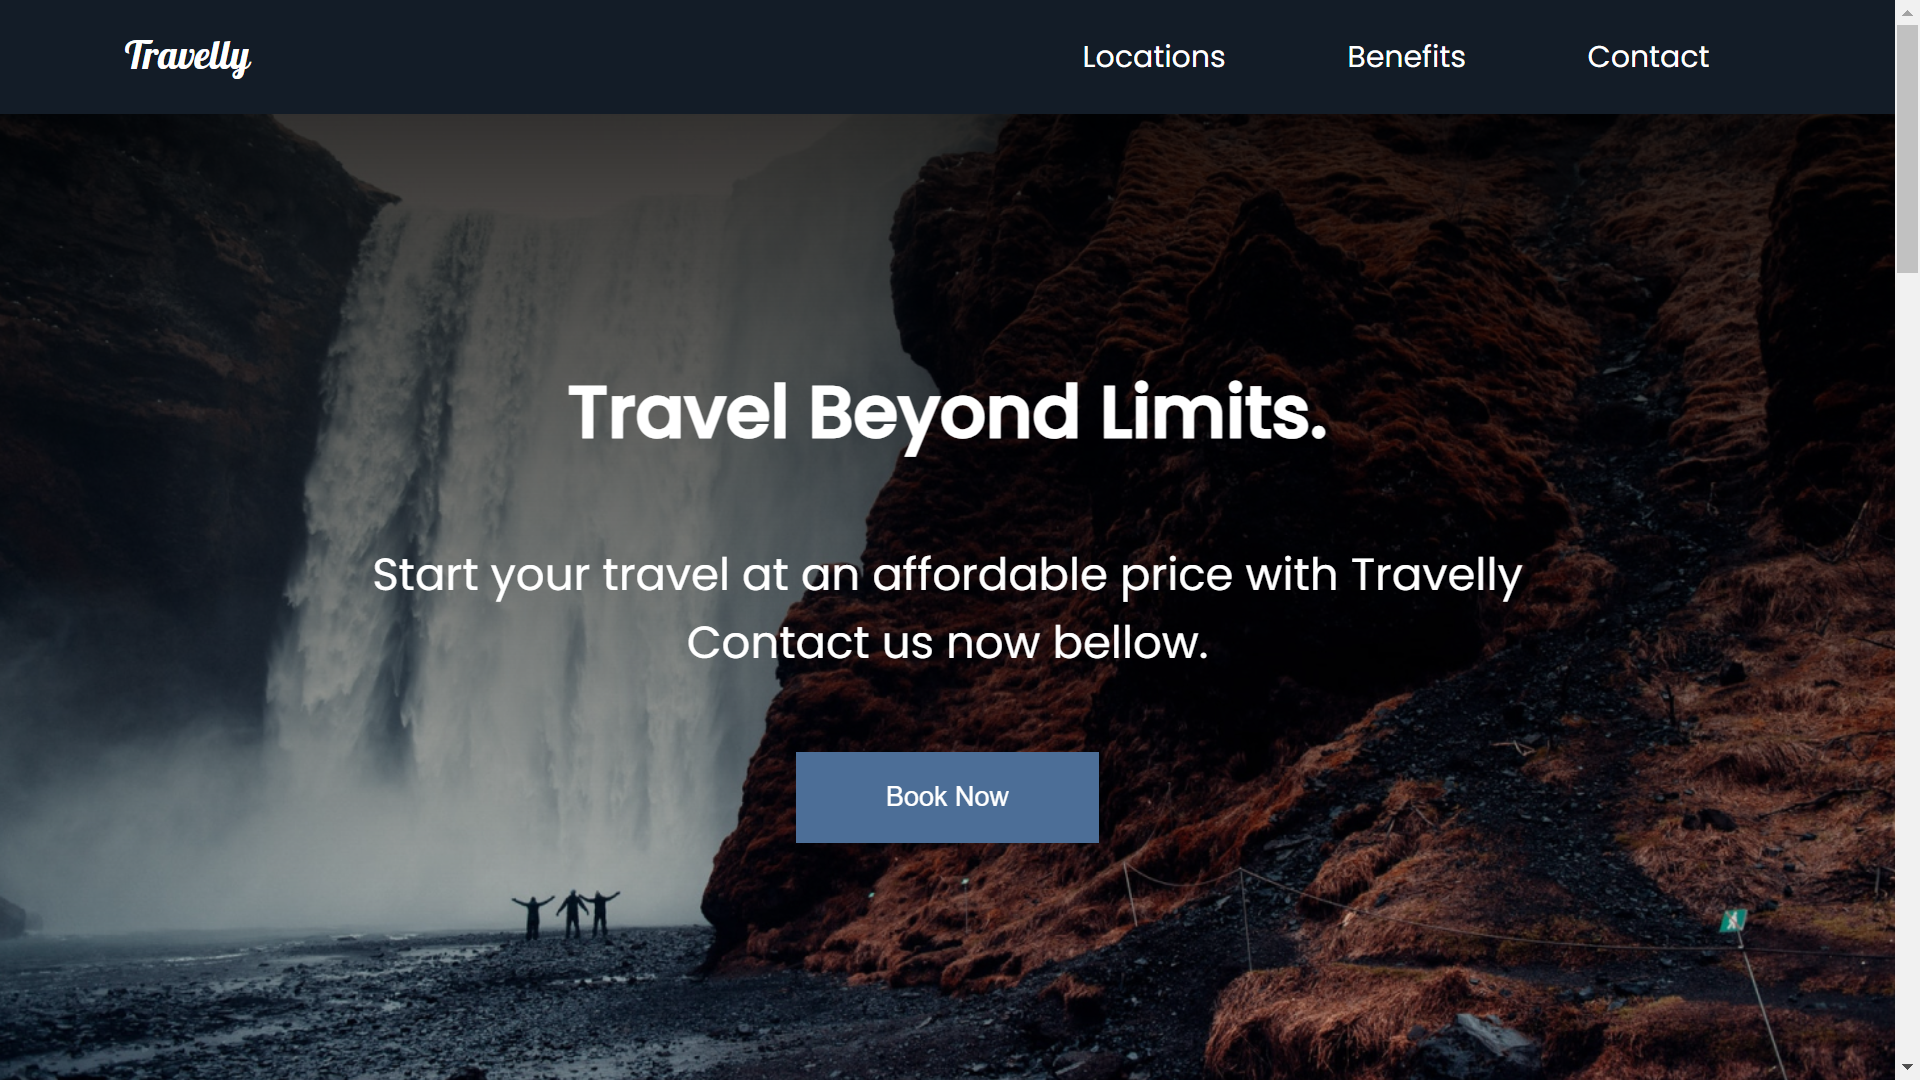 Travelly
Locations
Benefits
Contact
Travel Beyond Limits.
Start your travel at an affordable price with Travelly
Contact us now bellow.
Book Now